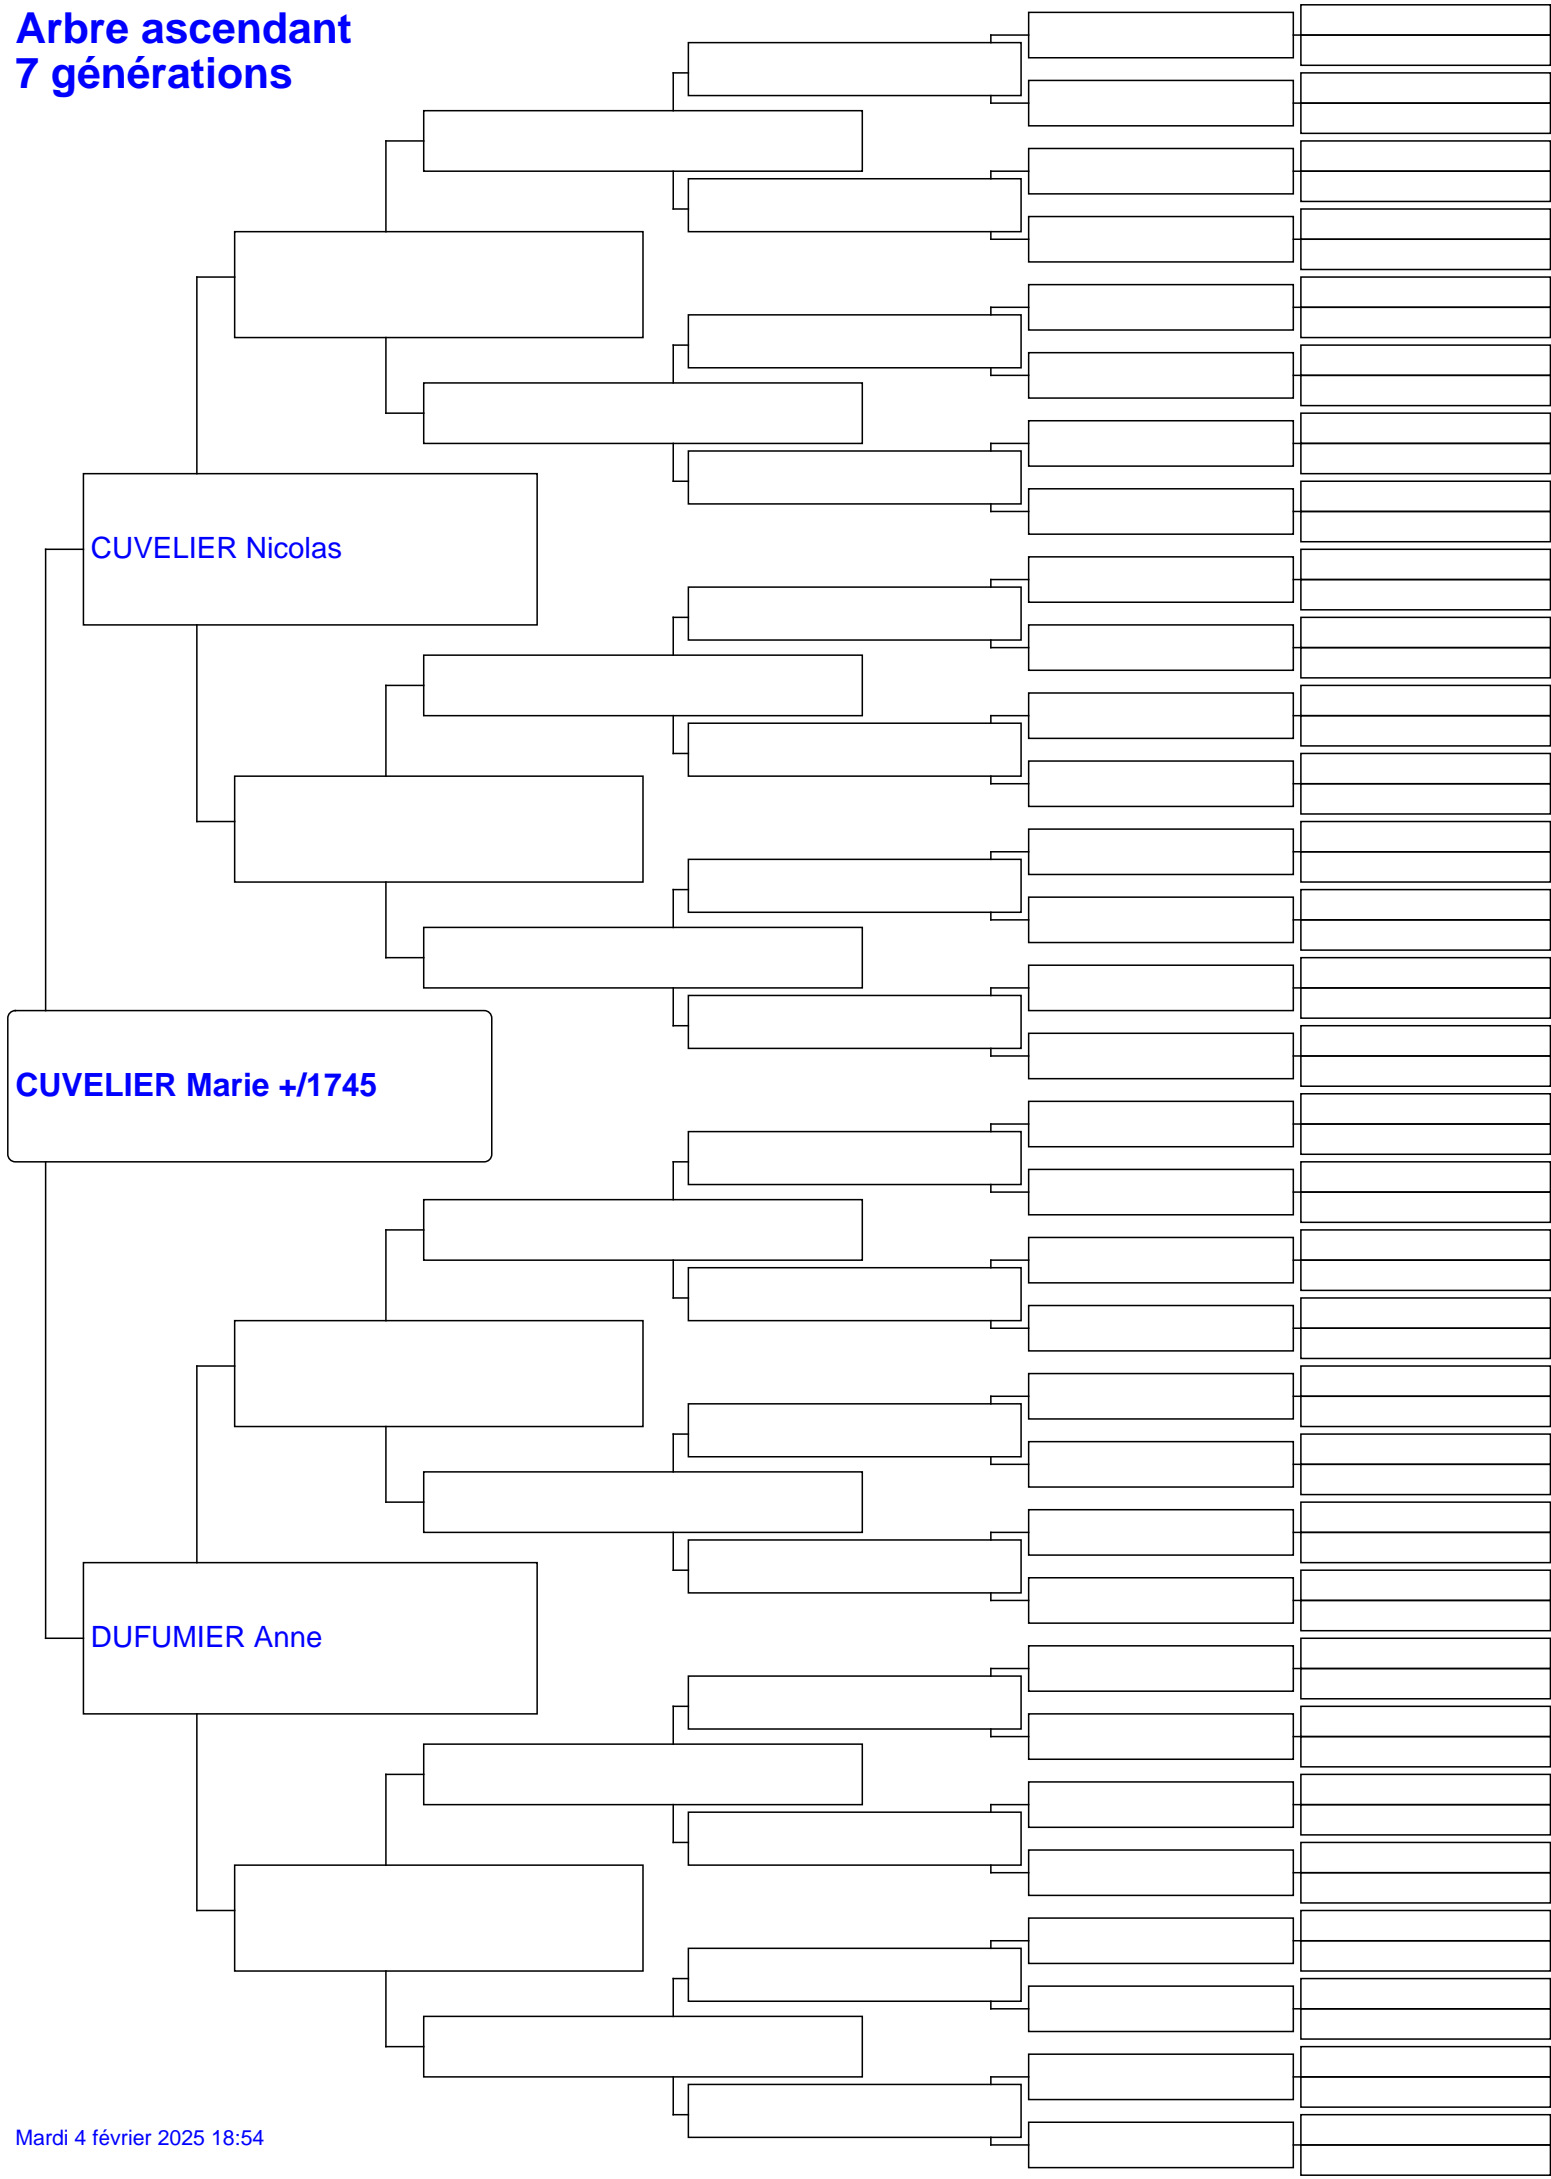 Arbre ascendant
7 générations
CUVELIER Nicolas
CUVELIER Marie +/1745
DUFUMIER Anne
Mardi 4 février 2025 18:54